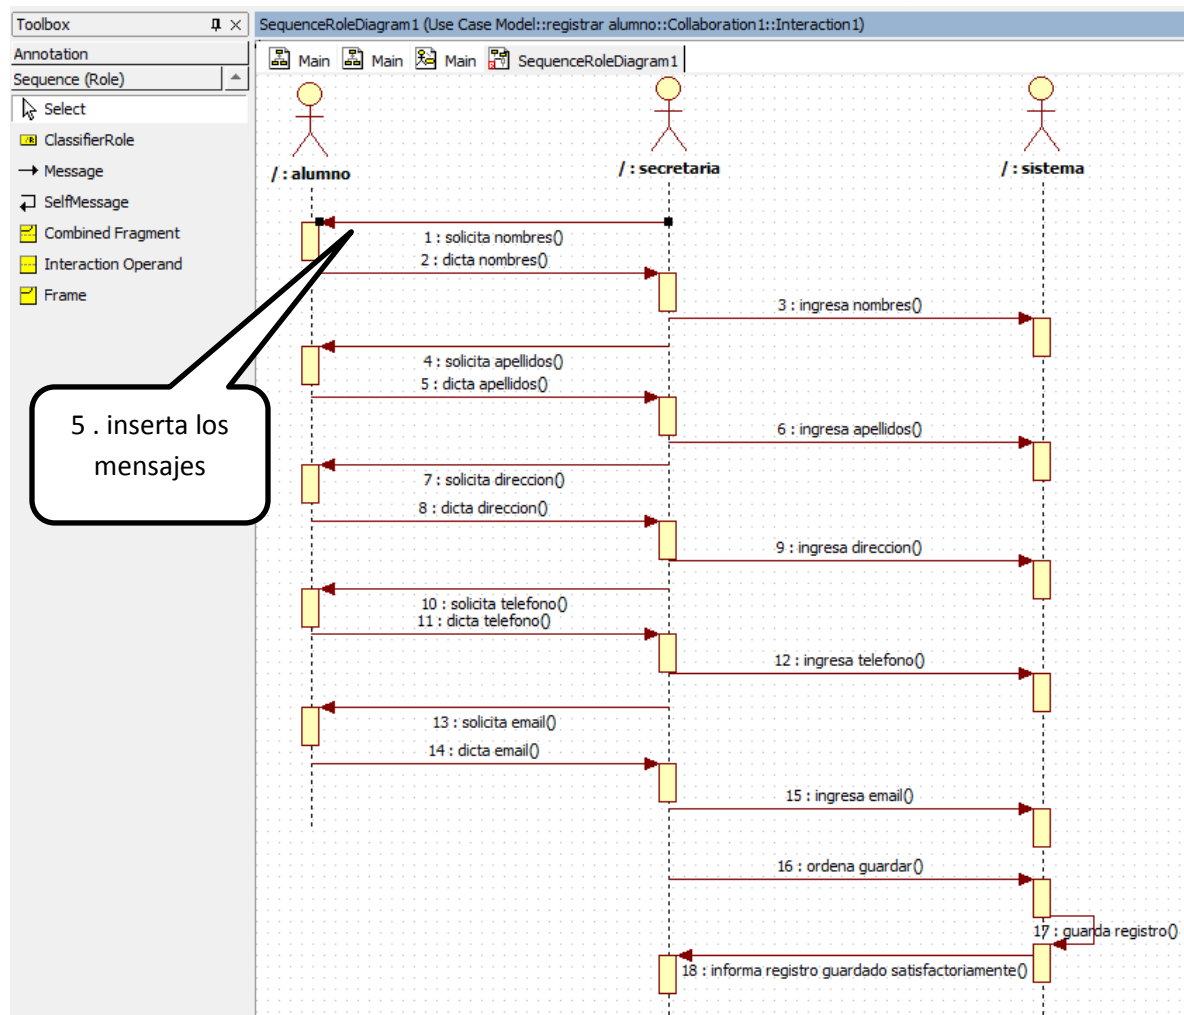 Toolbox
SequenceRoleDiagram1 (Use Case Model::registrar alumno::Collaboration1::Interaction1)
Annotation
Sequence (Role)
Select
ClassifierRole
Message
SelfMessage
Combined Fragment
Interaction Operand
Frame
Main
Main
Main
SequenceRoleDiagram1
/ : alumno
/ : secretaria
/ : sistema
1 : solicita nombres()
2 : dicta nombres()
3 : ingresa nombres()
4 : solicita apellidos()
5 : dicta apellidos()
5 . inserta los
mensajes
6 : ingresa apellidos()
7 : solicita direccion()
8 : dicta direccion()
9 : ingresa direccion()
10 : solicita telefono()
11 : dicta telefono()
12 : ingresa telefono()
13 : solicita email()
14 : dicta email()
15 : ingresa email()
16 : ordena guardar()
17 : guarda registro()
18 : informa registro guardado satisfactoriamente()